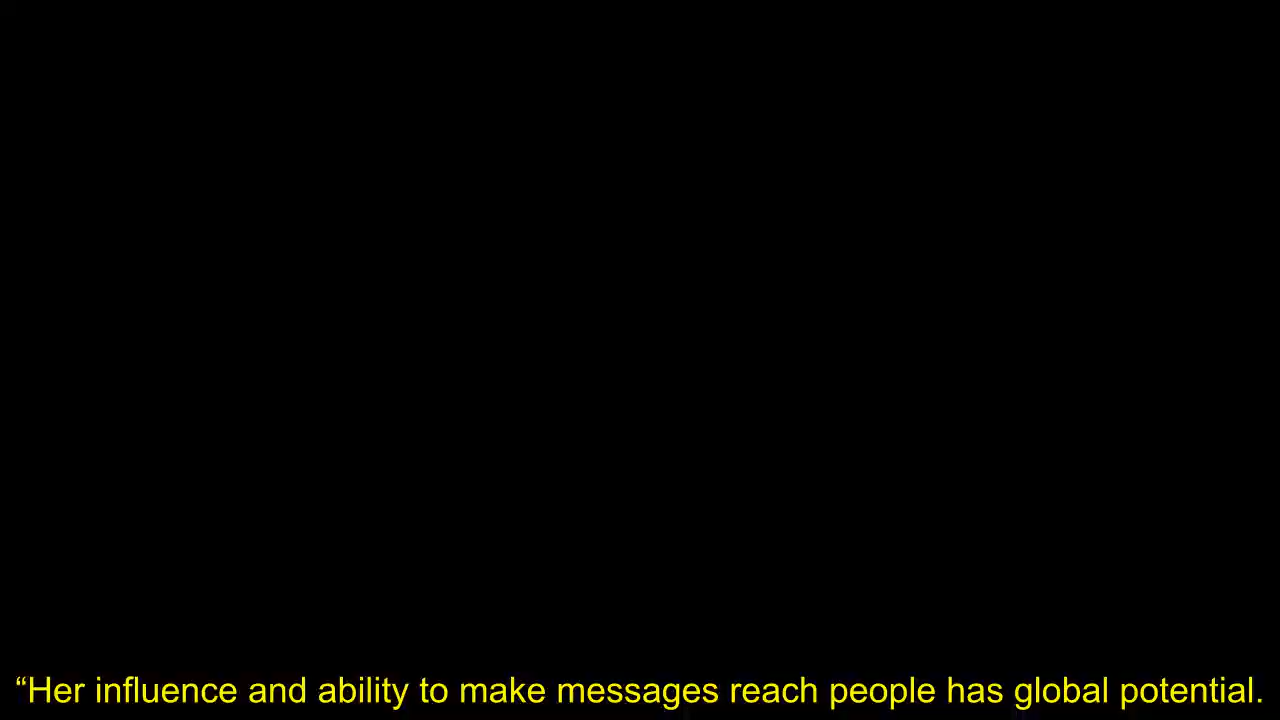 “Her influence and ability to make messages reach people has global potential.